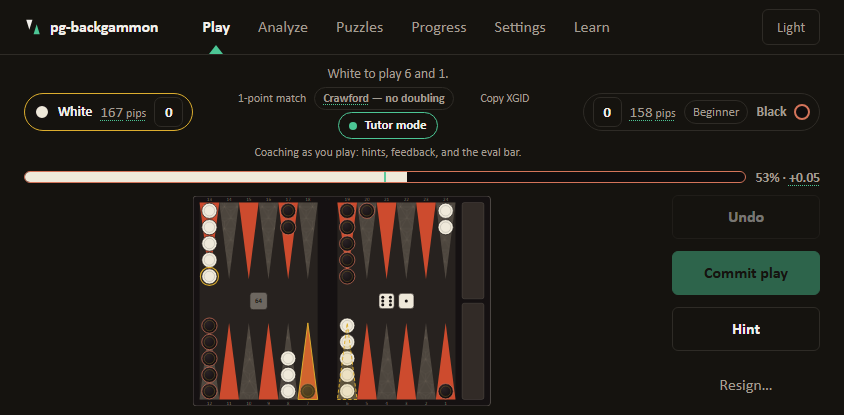 pg-backgammon
Play
Analyze
Puzzles
Progress
Settings
Learn
Light
White to play 6 and 1.
White
167 pips
0
1-point match
Crawford — no doubling
Copy XGID
Tutor mode
0
158 pips
Beginner
Black
Coaching as you play: hints, feedback, and the eval bar.
53% · +0.05
64
Undo
Commit play
Hint
Resign...